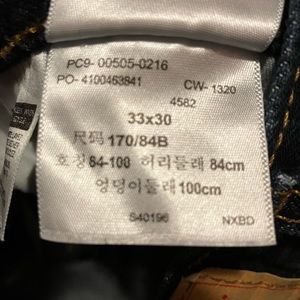 PC9- 00505-0216
PO- 4100463841
CW- 1320
4582
33x30
尺码 170/84B
호칭 84-100 허리둘레 84cm
엉덩이둘레 100cm
S40196
NXBD